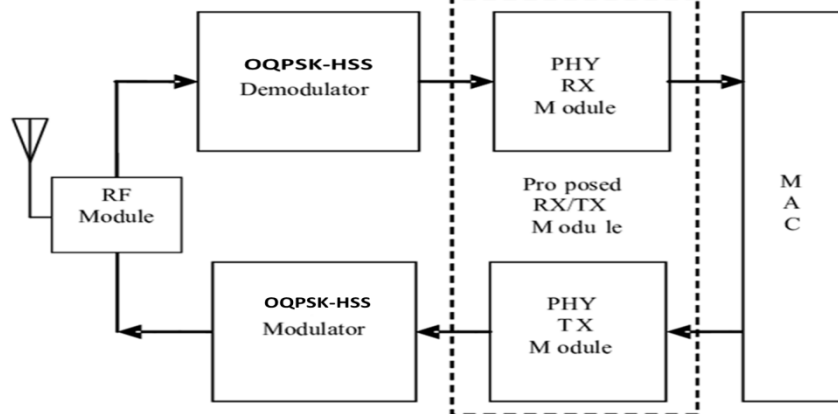 OQPSK-HSS
Demodulator
PHY
RX
M odule
RF
Module
Pro posed
RX/TX
M odu le
M
A
C
OQPSK-HSS
Modulator
PHY
TX
M odule